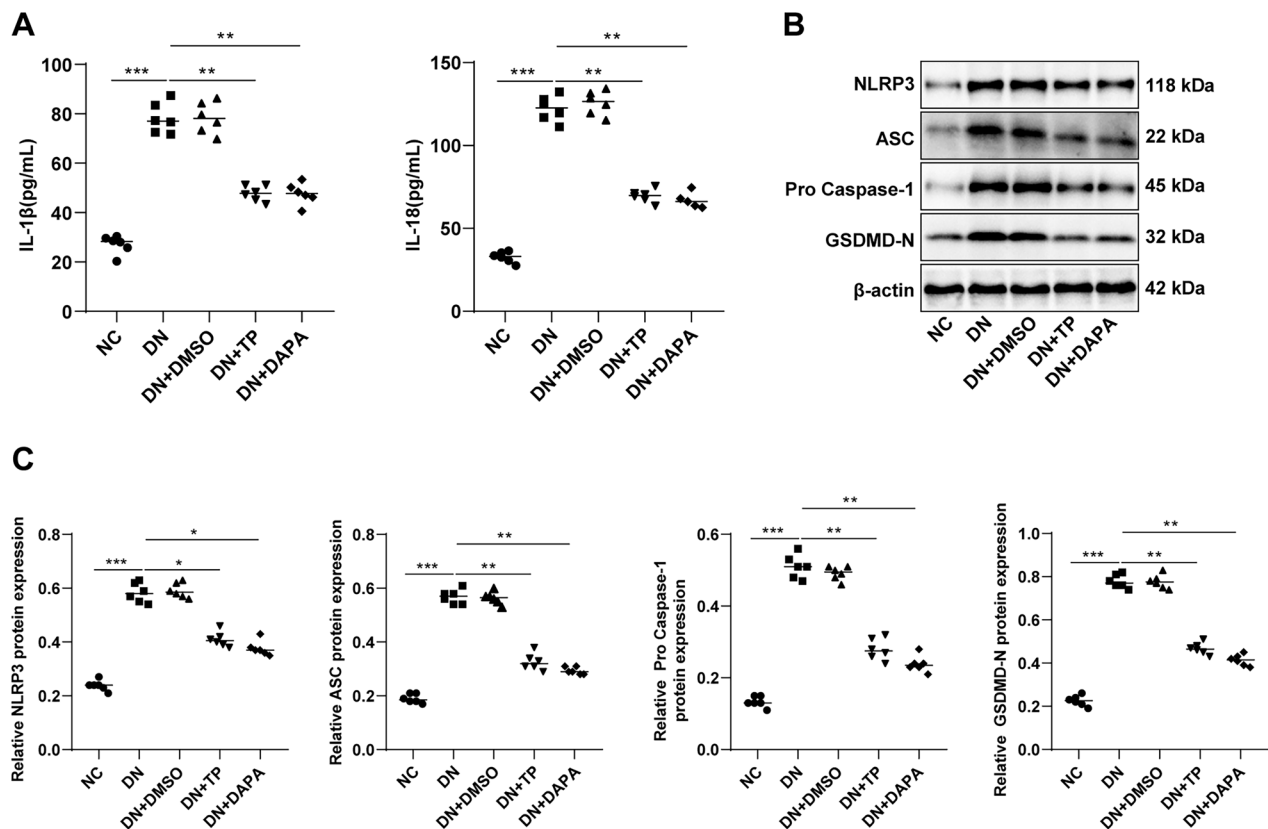 A
**
***
**
IL-1β(pg/mL)
100
80
60
40
20
0
NC
DN
DN+DMSO
DN+TP
DN+DAPA
**
***
**
IL-18(pg/mL)
150
100
50
150
0
NC
DN
DN+DMSO
DN+TP
DN+DAPA
B
NLRP3
118 kDa
ASC
22 kDa
Pro Caspase-1
45 kDa
GSDMD-N
32 kDa
β-actin
42 kDa
NC
DN
DN+DMSO
DN+TP
DN+DAPA
C
*
***
*
Relative NLRP3 protein expression
0.8
0.6
0.4
0.2
0.0
NC
DN
DN+DMSO
DN+TP
DN+DAPA
**
***
**
Relative ASC protein expression
0.8
0.6
0.4
0.2
0.0
NC
DN
DN+DMSO
DN+TP
DN+DAPA
**
***
**
Relative Pro Caspase-1
protein expression
0.6
0.4
0.2
0.0
NC
DN
DN+DMSO
DN+TP
DN+DAPA
**
***
**
Relative GSDMD-N protein expression
1.0
0.8
0.6
0.4
0.2
0.0
NC
DN
DN+DMSO
DN+TP
DN+DAPA